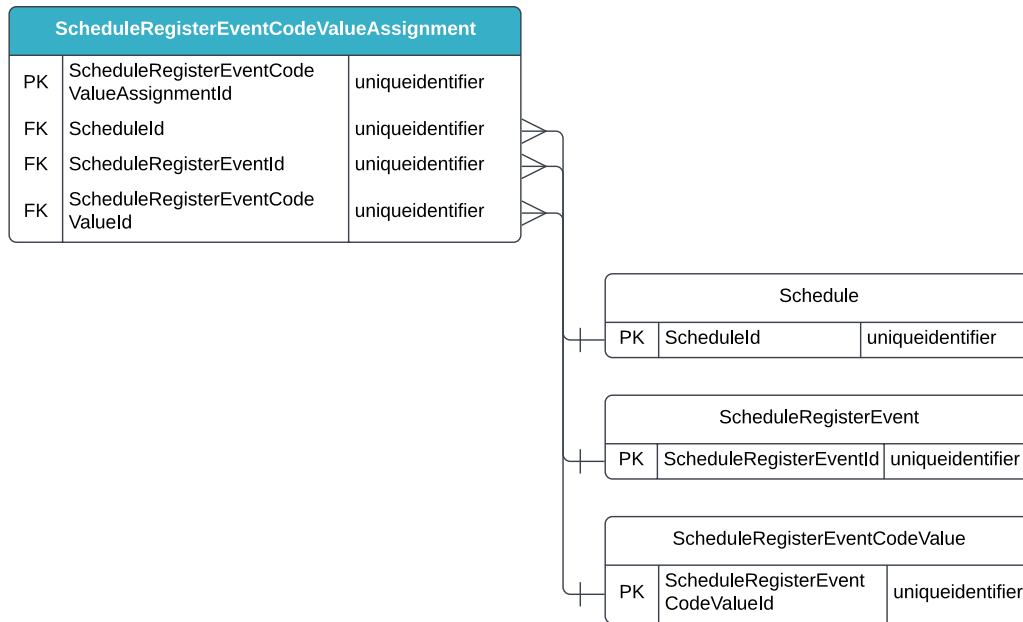 ScheduleRegisterEventCodeValueAssignment
PK ScheduleRegisterEventCode uniqueidentifier
ValueAssignmentId
FK ScheduleId uniqueidentifier
FK ScheduleRegisterEventId uniqueidentifier
FK ScheduleRegisterEventCode uniqueidentifier
ValueId
Schedule
PK ScheduleId uniqueidentifier
ScheduleRegisterEvent
PK ScheduleRegisterEventId uniqueidentifier
ScheduleRegisterEventCodeValue
PK ScheduleRegisterEvent uniqueidentifier
CodeValueId